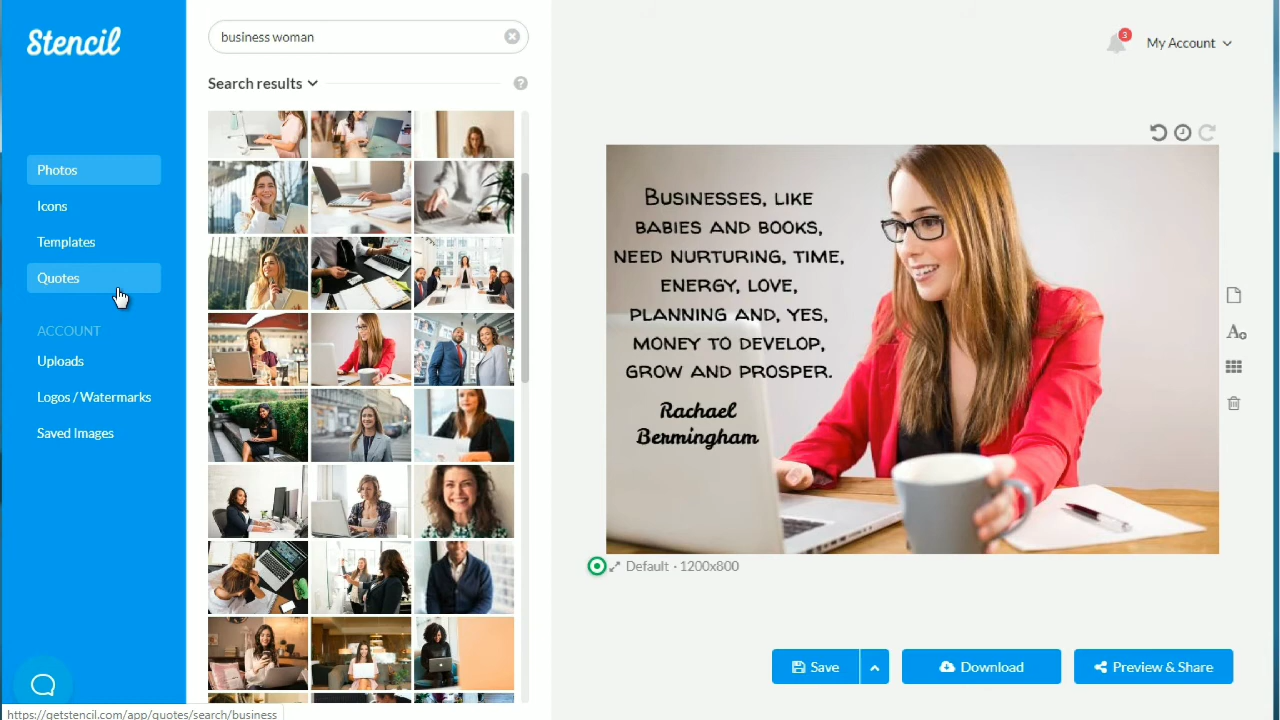 Stencil
business woman
Search results
3
My Account
Photos
Icons
Templates
Quotes
ACCOUNT
Uploads
Logos / Watermarks
Saved Images
Businesses, like
babies and books,
need nurturing, time,
energy, love,
planning and, yes,
money to develop,
grow and prosper.
Rachael
Bermingham
Default · 1200x800
Save
Download
Preview & Share
https://getstencil.com/app/quotes/search/business